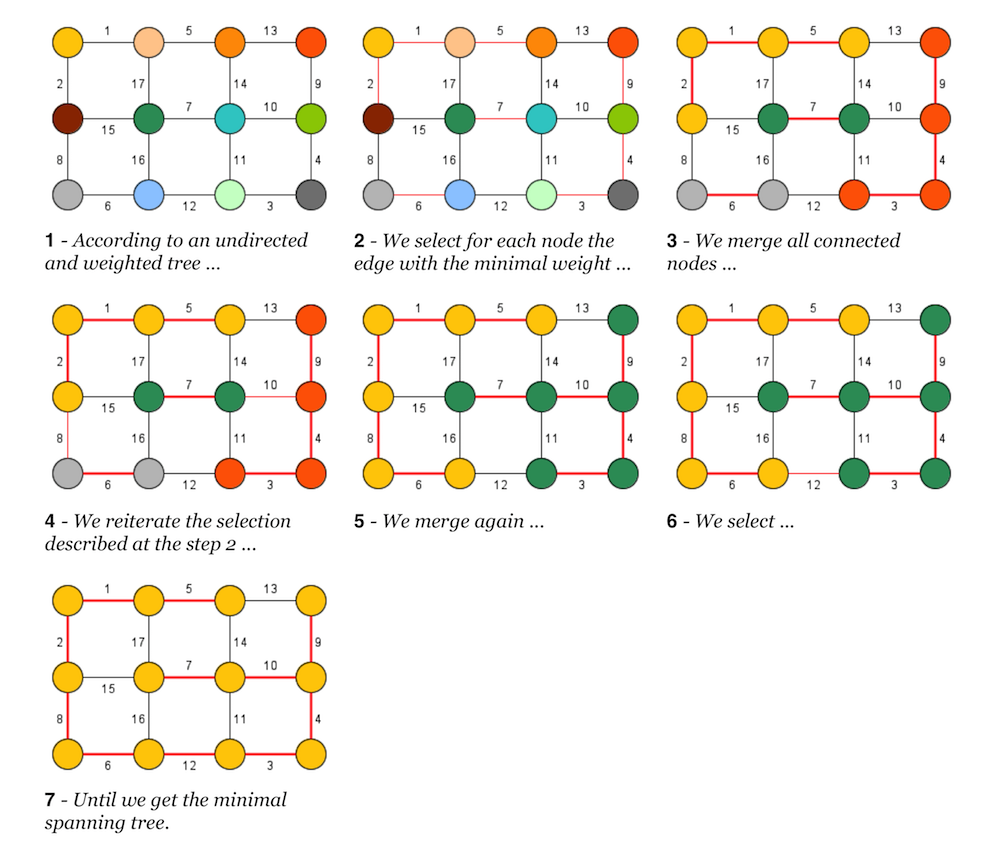 1 5 13
2 17 14 9
7 10
15
8 16 11 4
6 12 3
1 - According to an undirected
and weighted tree ...
1 5 13
2 17 14 9
7 10
15
8 16 11 4
6 12 3
2 - We select for each node the
edge with the minimal weight ...
1 5 13
2 17 14 9
7 10
15
8 16 11 4
6 12 3
3 - We merge all connected
nodes ...
1 5 13
2 17 14 9
7 10
15
8 16 11 4
6 12 3
4 - We reiterate the selection
described at the step 2 ...
1 5 13
2 17 14 9
7 10
15
8 16 11 4
6 12 3
5 - We merge again ...
1 5 13
2 17 14 9
7 10
15
8 16 11 4
6 12 3
6 - We select ...
1 5 13
2 17 14 9
7 10
15
8 16 11 4
6 12 3
7 - Until we get the minimal
spanning tree.